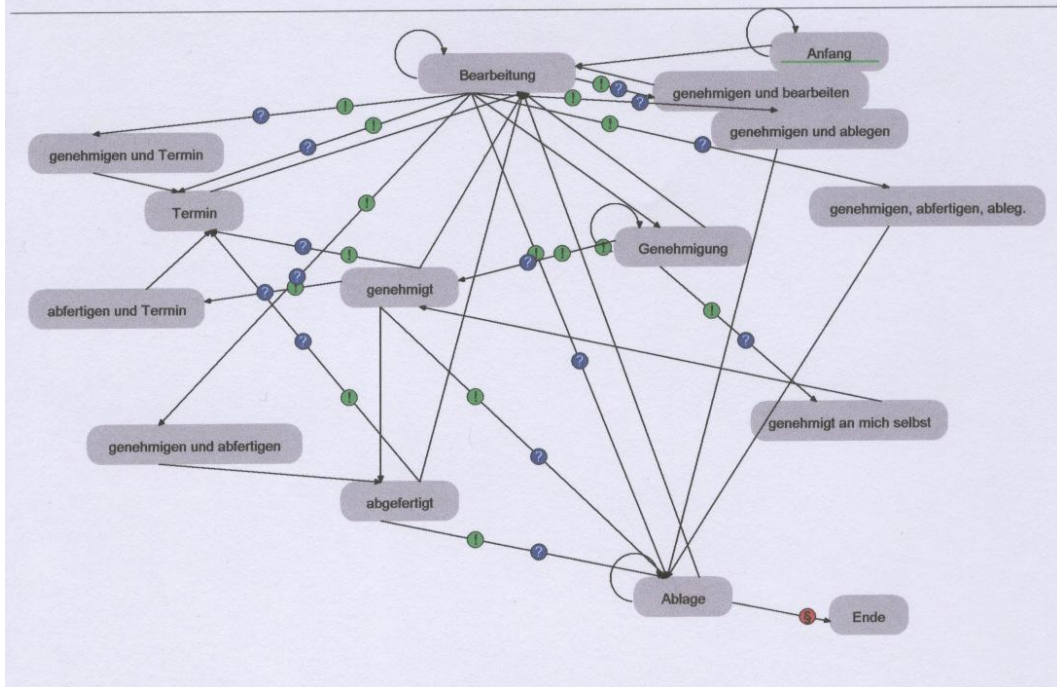 Anfang
Bearbeitung
genehmigen und bearbeiten
genehmigen und ablegen
genehmigen und Termin
Termin
genehmigen, abfertigen, ableg.
Genehmigung
genehmigt
abfertigen und Termin
genehmigt an mich selbst
genehmigen und abfertigen
abgefertigt
Ablage
Ende